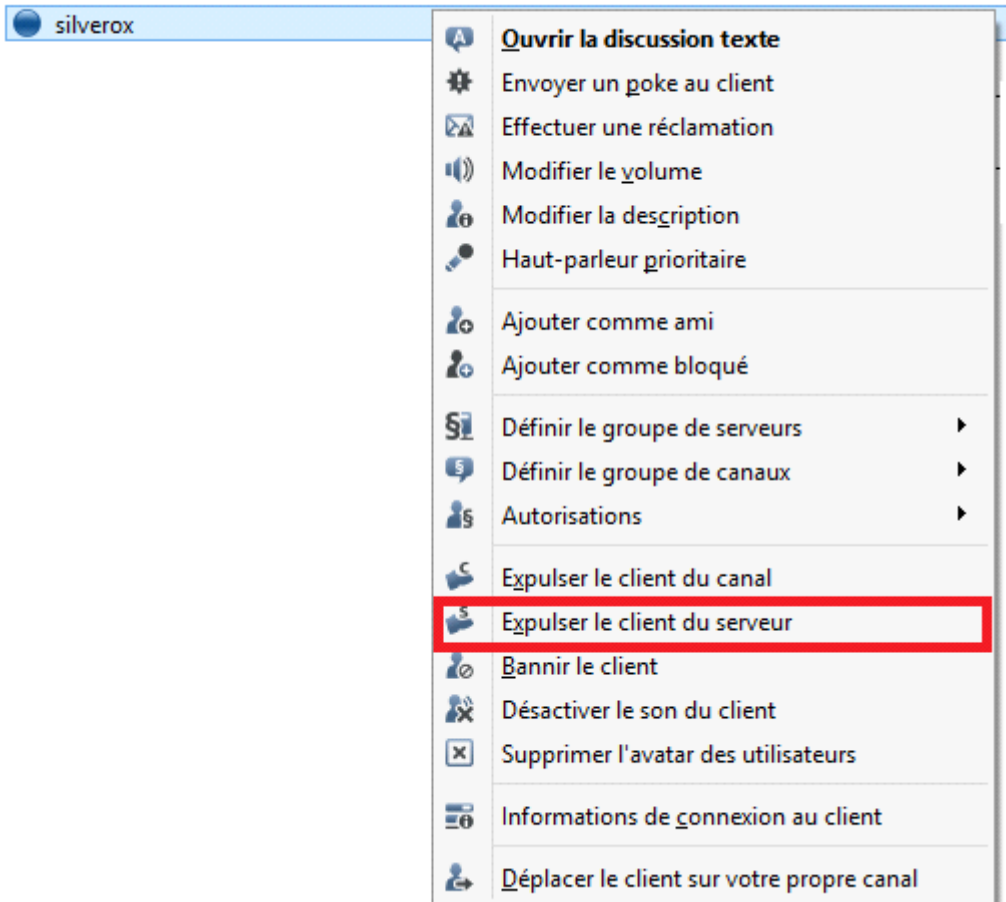 silverox
Ouvrir la discussion texte
Envoyer un poke au client
Effectuer une réclamation
Modifier le volume
Modifier la description
Haut-parleur prioritaire
Ajouter comme ami
Ajouter comme bloqué
Définir le groupe de serveurs
Définir le groupe de canaux
Autorisations
Expulser le client du canal
Expulser le client du serveur
Bannir le client
Désactiver le son du client
Supprimer l'avatar des utilisateurs
Informations de connexion au client
Déplacer le client sur votre propre canal